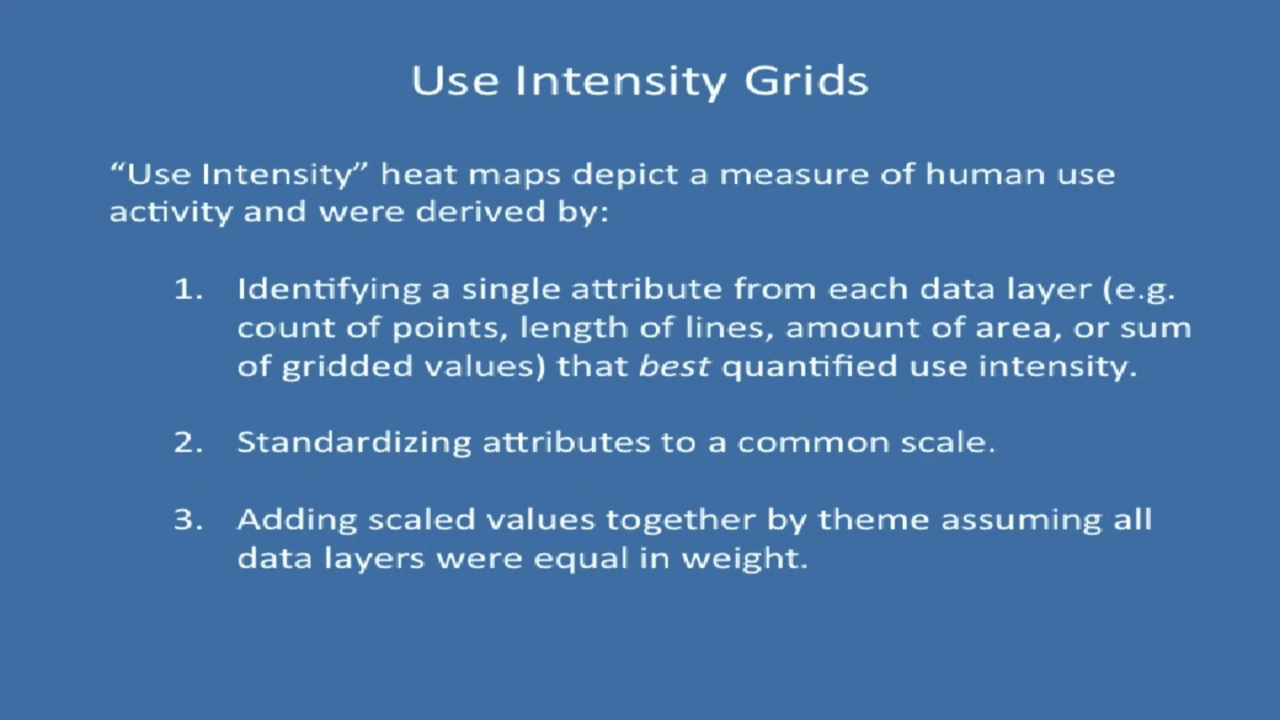 Use Intensity Grids
“Use Intensity” heat maps depict a measure of human use
activity and were derived by:
1. Identifying a single attribute from each data layer (e.g.
count of points, length of lines, amount of area, or sum
of gridded values) that best quantified use intensity.
2. Standardizing attributes to a common scale.
3. Adding scaled values together by theme assuming all
data layers were equal in weight.